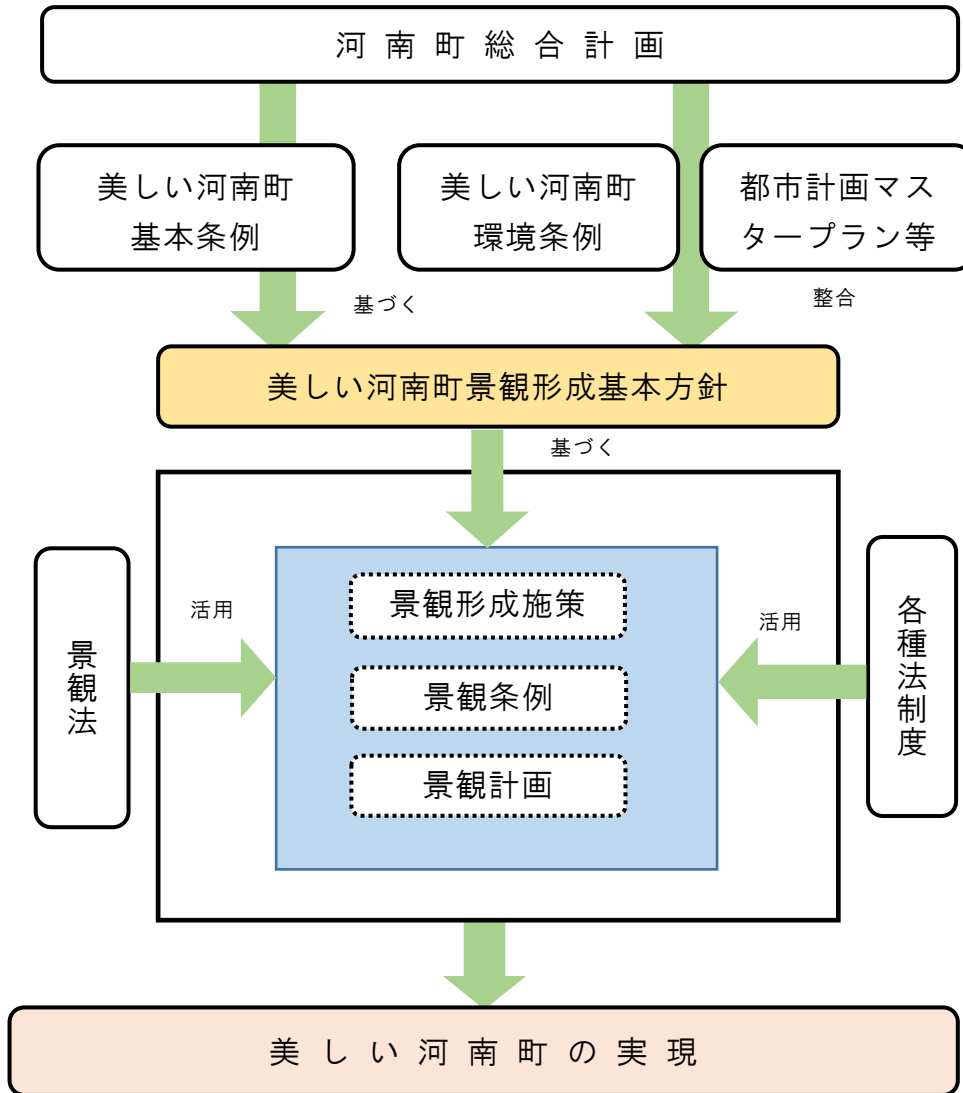 河南町総合計画
美しい河南町
基本条例
美しい河南町
環境条例
都市計画マス
タープラン等
基づく
整合
美しい河南町景観形成基本方針
基づく
景観法
活用
景観形成施策
景観条例
景観計画
活用
各種法制度
美しい河南町の実現